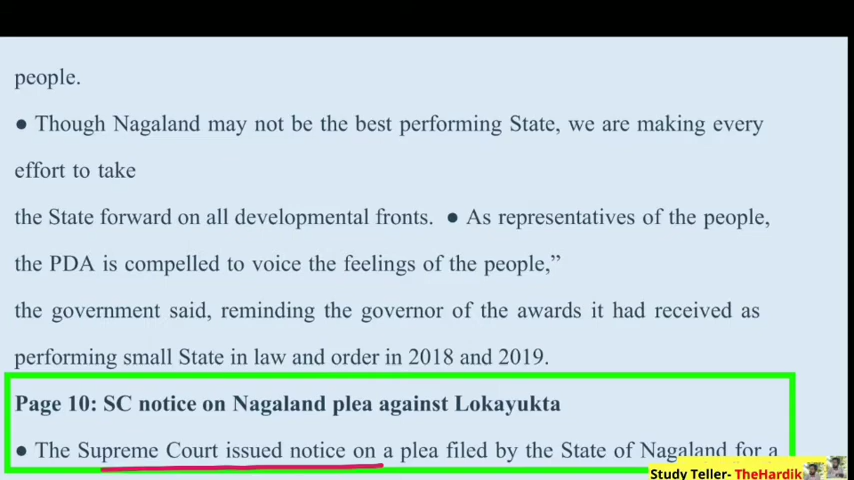 people.
● Though Nagaland may not be the best performing State, we are making every
effort to take
the State forward on all developmental fronts. ● As representatives of the people,
the PDA is compelled to voice the feelings of the people,”
the government said, reminding the governor of the awards it had received as
performing small State in law and order in 2018 and 2019.
Page 10: SC notice on Nagaland plea against Lokayukta
● The Supreme Court issued notice on a plea filed by the State of Nagaland for a
Study Teller- TheHardik